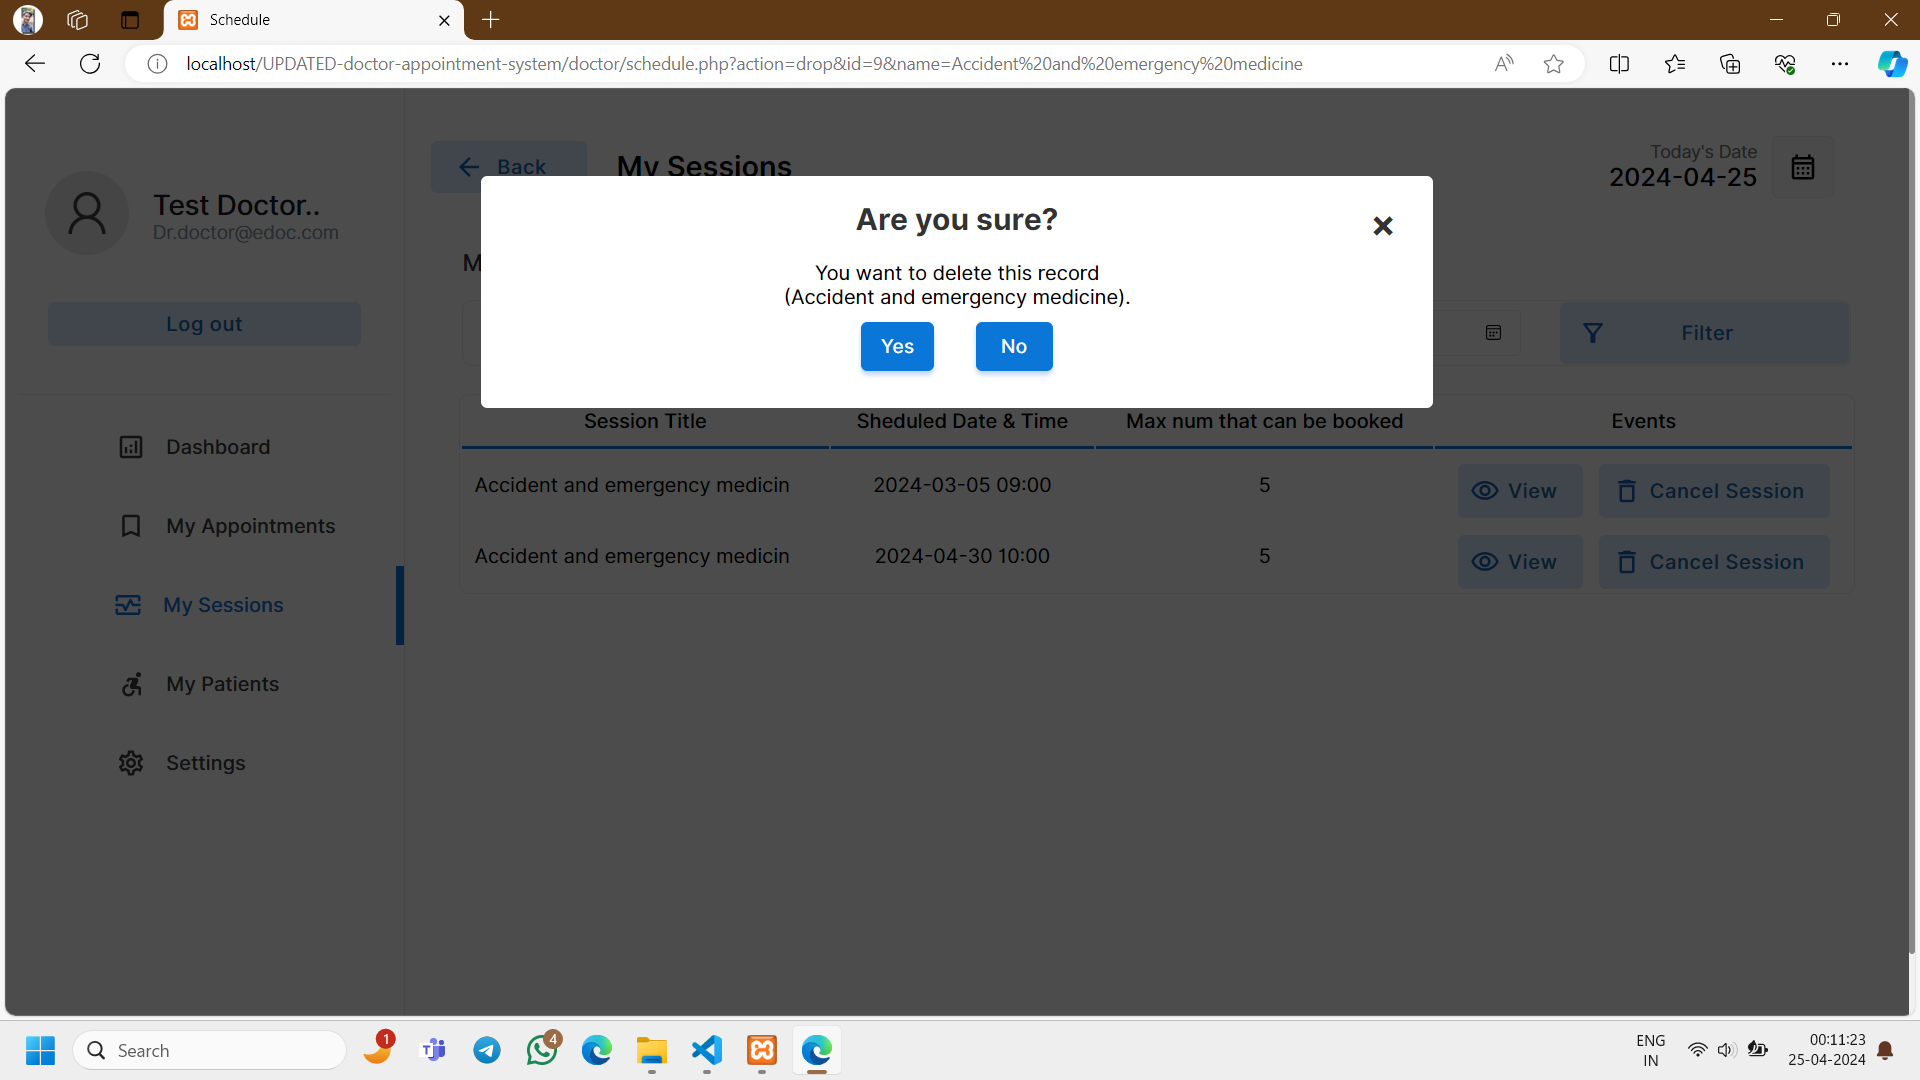 Schedule
localhost/UPDATED-doctor-appointment-system/doctor/schedule.php?action=drop&id=9&name=Accident%20and%20emergency%20medicine
Test Doctor..
Dr.doctor@edoc.com
Log out
Dashboard
My Appointments
My Sessions
My Patients
Settings
Back
My Sessions
Today's Date
2024-04-25
M
Are you sure?
You want to delete this record
(Accident and emergency medicine).
Yes No
Filter
Session Title Sheduled Date & Time Max num that can be booked Events
Accident and emergency medicin 2024-03-05 09:00 5 View Cancel Session
Accident and emergency medicin 2024-04-30 10:00 5 View Cancel Session
Search
1
4
ENG
IN
00:11:23
25-04-2024